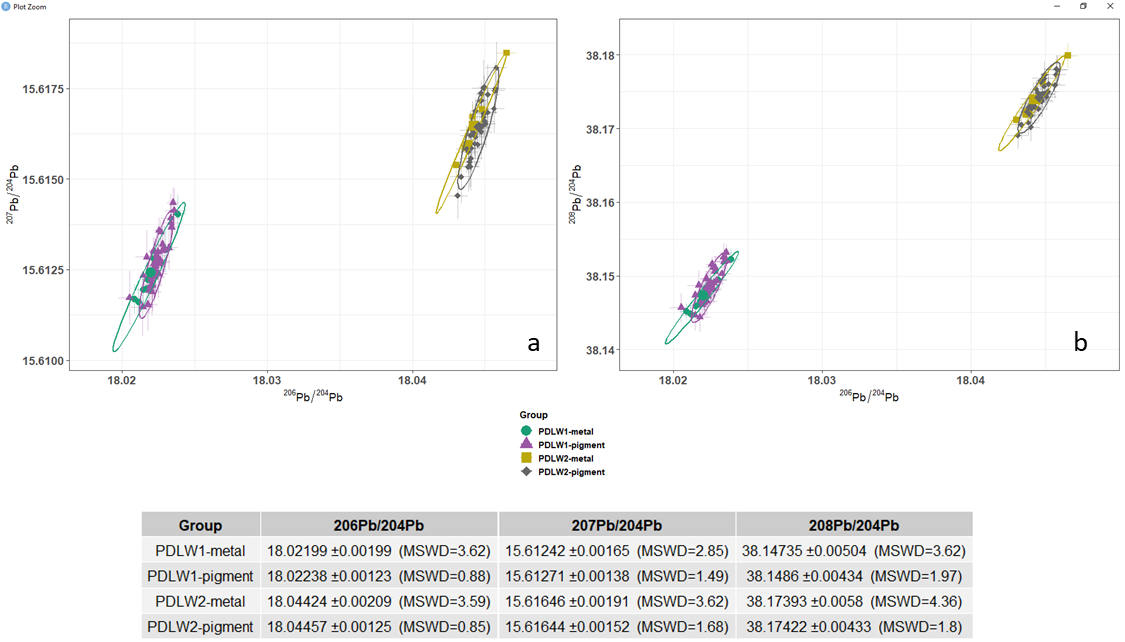 Plot Zoom
15.6175
15.6150
15.6125
15.6100
207Pb/204Pb
18.02
18.03
18.04
206Pb/204Pb
a
38.18
38.17
38.16
38.15
38.14
208Pb/204Pb
18.02
18.03
18.04
206Pb/204Pb
b
Group
PDLW1-metal
PDLW1-pigment
PDLW2-metal
PDLW2-pigment
Group 206Pb/204Pb 207Pb/204Pb 208Pb/204Pb
PDLW1-metal 18.02199 ±0.00199 (MSWD=3.62) 15.61242 ±0.00165 (MSWD=2.85) 38.14735 ±0.00504 (MSWD=3.62)
PDLW1-pigment 18.02238 ±0.00123 (MSWD=0.88) 15.61271 ±0.00138 (MSWD=1.49) 38.1486 ±0.00434 (MSWD=1.97)
PDLW2-metal 18.04424 ±0.00209 (MSWD=3.59) 15.61646 ±0.00191 (MSWD=3.62) 38.17393 ±0.0058 (MSWD=4.36)
PDLW2-pigment 18.04457 ±0.00125 (MSWD=0.85) 15.61644 ±0.00152 (MSWD=1.68) 38.17422 ±0.00433 (MSWD=1.8)